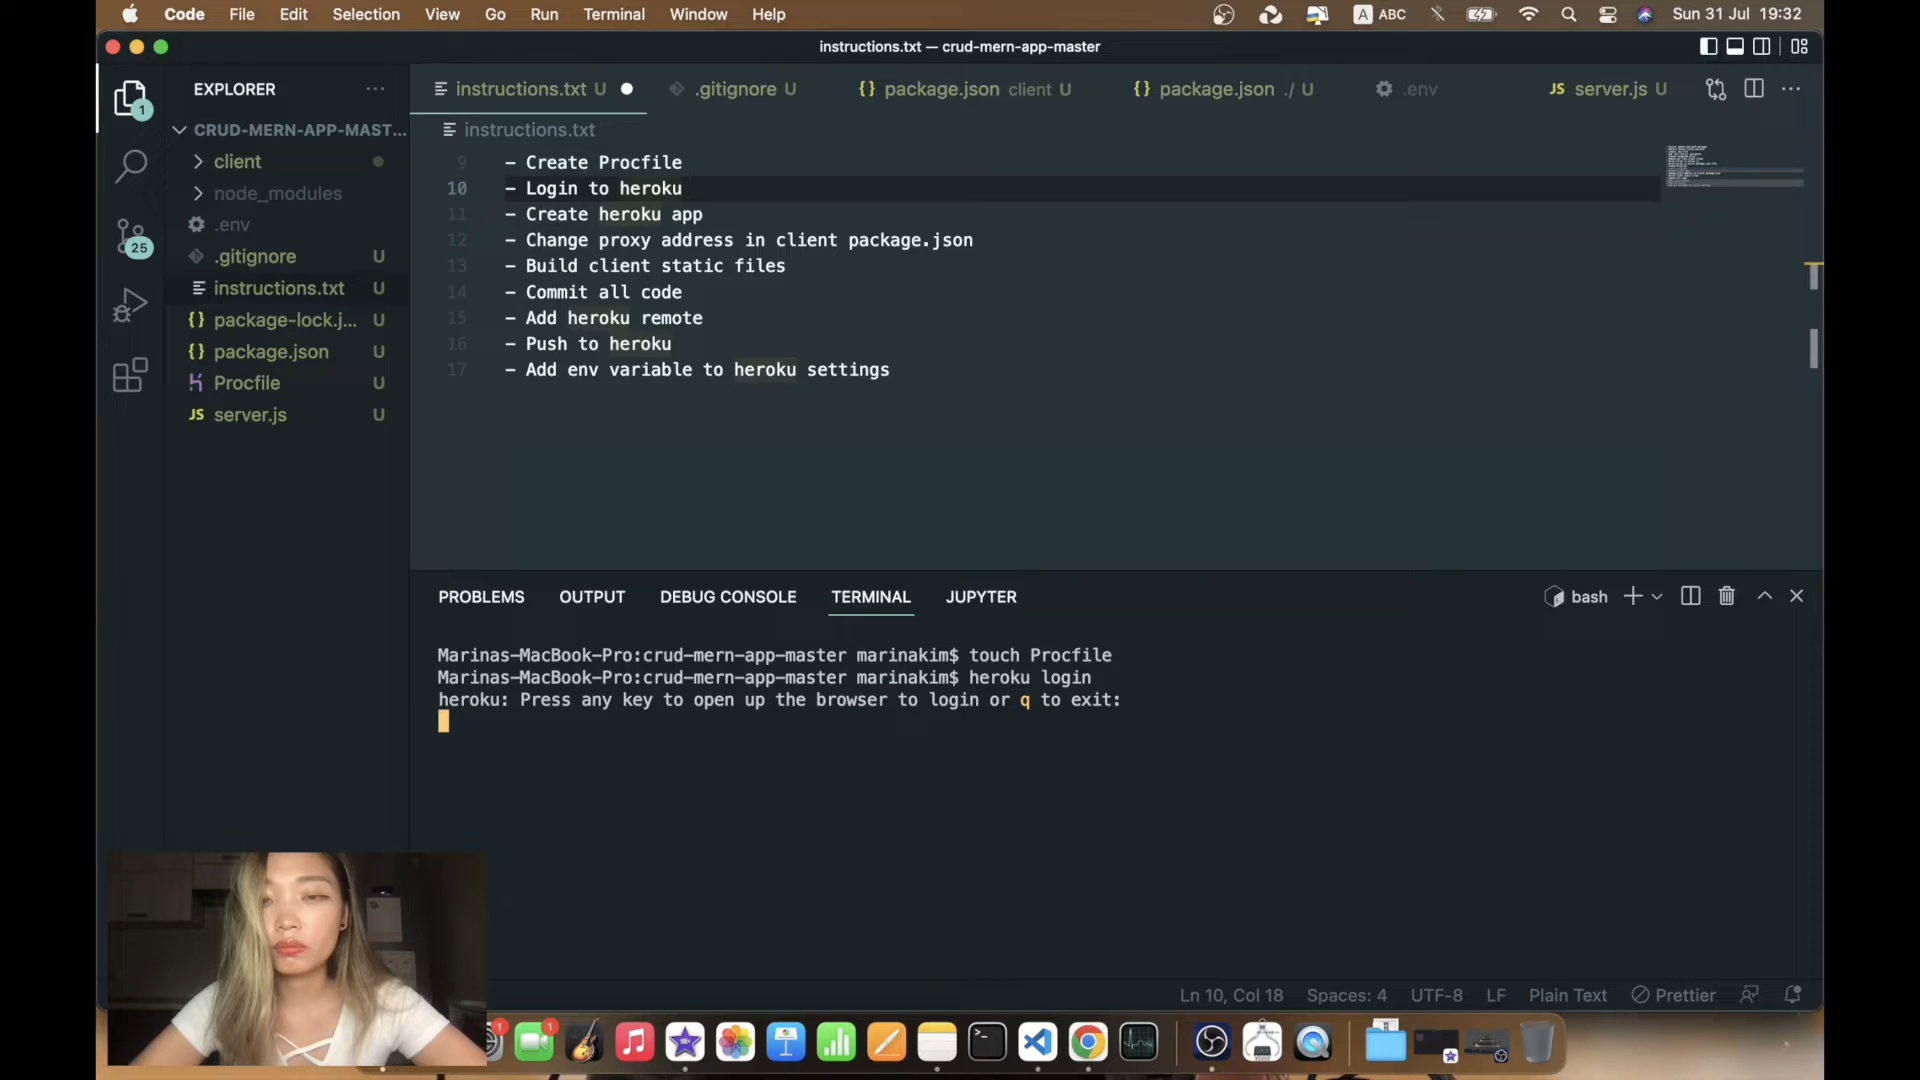 Code File Edit Selection View Go Run Terminal Window Help A ABC Sun 31 Jul 19:32
instructions.txt — crud-mern-app-master
EXPLORER
1
CRUD-MERN-APP-MAST...
client
node_modules
.env
25
.gitignore U
instructions.txt U
{} package-lock.j... U
{} package.json U
Procfile U
JS server.js U
instructions.txt U
.gitignore U
{} package.json client U
{} package.json ./ U
.env
JS server.js U
instructions.txt
9 - Create Procfile
10 - Login to heroku
11 - Create heroku app
12 - Change proxy address in client package.json
13 - Build client static files
14 - Commit all code
15 - Add heroku remote
16 - Push to heroku
17 - Add env variable to heroku settings
PROBLEMS OUTPUT DEBUG CONSOLE TERMINAL JUPYTER bash
Marinas-MacBook-Pro:crud-mern-app-master marinakim$ touch Procfile
Marinas-MacBook-Pro:crud-mern-app-master marinakim$ heroku login
heroku: Press any key to open up the browser to login or q to exit:
Ln 10, Col 18 Spaces: 4 UTF-8 LF Plain Text Prettier
1
1